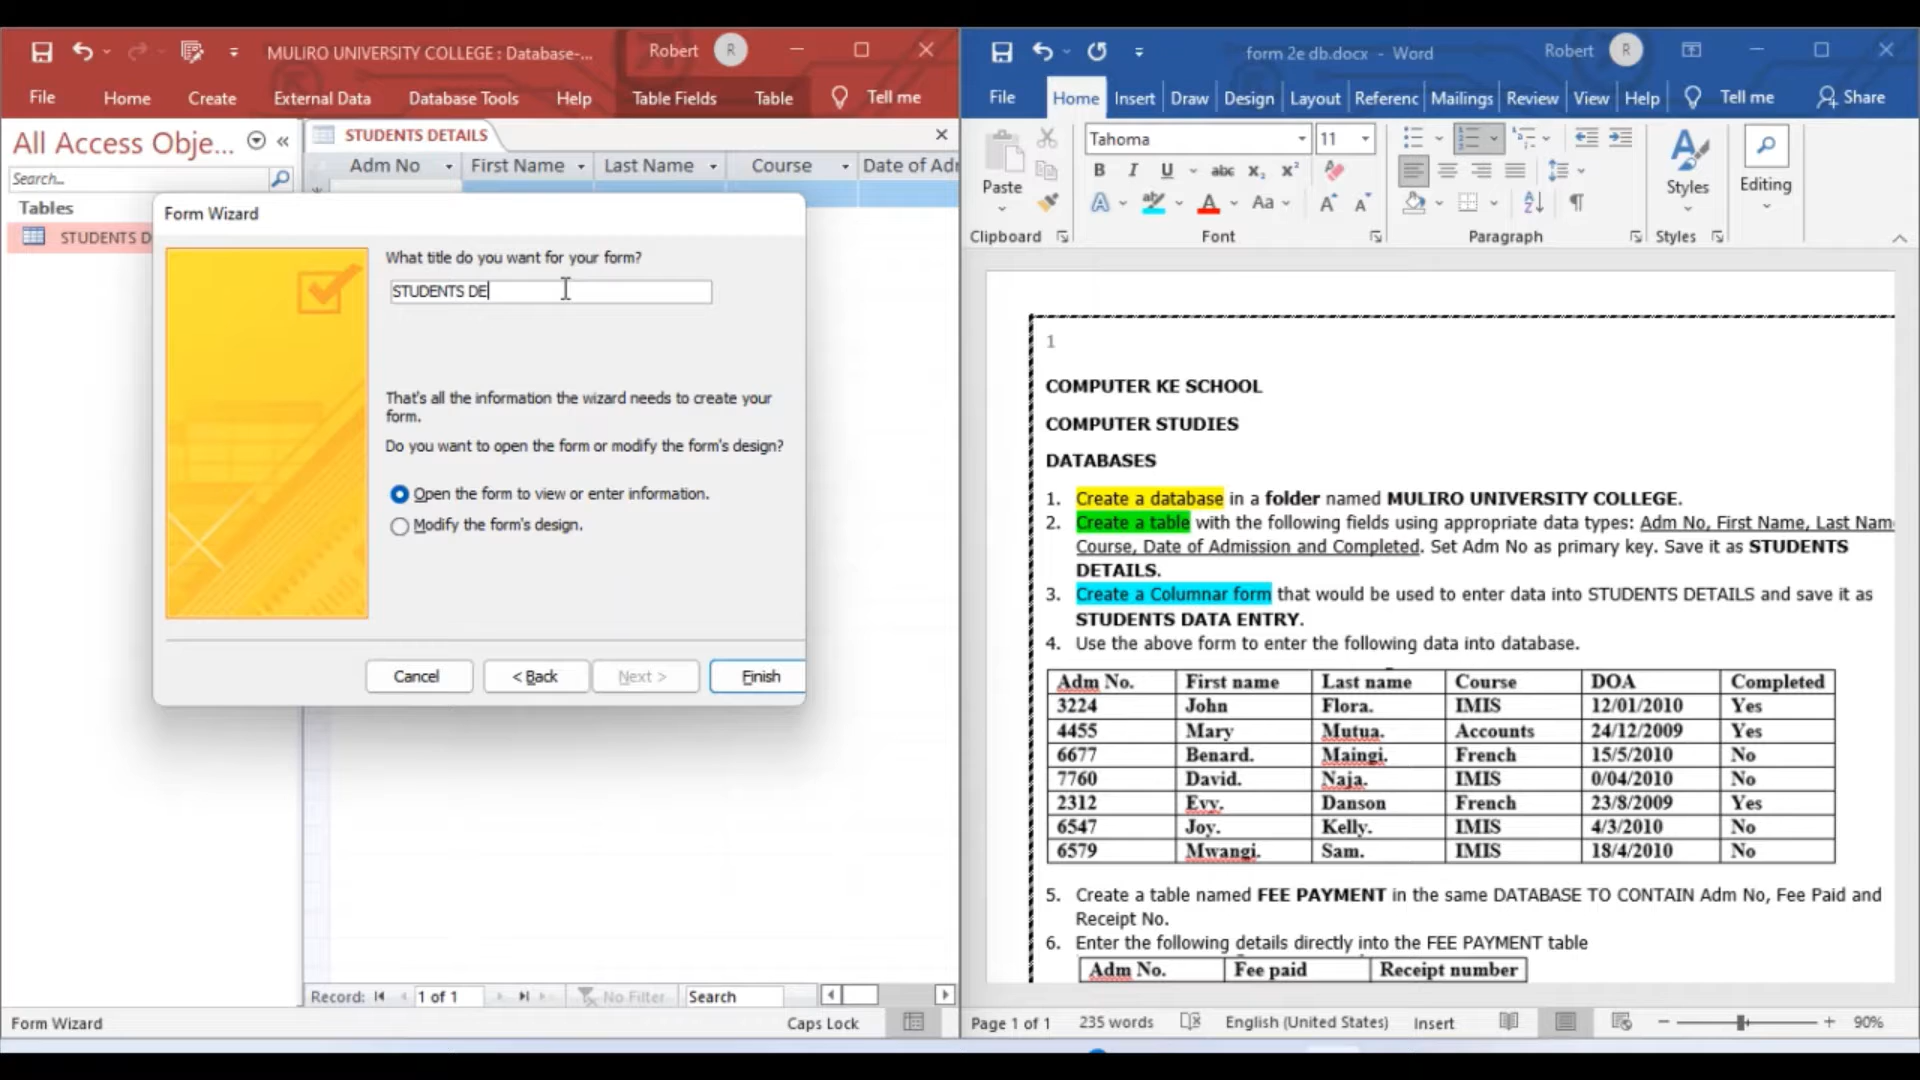 MULIRO UNIVERSITY COLLEGE : Database-...
Robert
R
File
Home
Create
External Data
Database Tools
Help
Table Fields
Table
Tell me
All Access Obje...
Search...
Tables
STUDENTS D
STUDENTS DETAILS
Adm No
First Name
Last Name
Course
Date of Adm
Form Wizard
What title do you want for your form?
STUDENTS DE
That's all the information the wizard needs to create your
form.
Do you want to open the form or modify the form's design?
Open the form to view or enter information.
Modify the form's design.
Cancel
< Back
Next >
Finish
Record:
1 of 1
No Filter
Search
Form Wizard
Caps Lock
form 2e db.docx - Word
Robert
R
File
Home
Insert
Draw
Design
Layout
Referenc
Mailings
Review
View
Help
Tell me
Share
Paste
Clipboard
Tahoma
11
B I U abc x₂ x²
A A Aa A A
Font
Paragraph
Styles
Styles
Editing
1
COMPUTER KE SCHOOL
COMPUTER STUDIES
DATABASES
1. Create a database in a folder named MULIRO UNIVERSITY COLLEGE.
2. Create a table with the following fields using appropriate data types: Adm No, First Name, Last Nam
Course, Date of Admission and Completed. Set Adm No as primary key. Save it as STUDENTS
DETAILS.
3. Create a Columnar form that would be used to enter data into STUDENTS DETAILS and save it as
STUDENTS DATA ENTRY.
4. Use the above form to enter the following data into database.
Adm No. First name Last name Course DOA Completed
3224 John Flora. IMIS 12/01/2010 Yes
4455 Mary Mutua. Accounts 24/12/2009 Yes
6677 Benard. Maingi. French 15/5/2010 No
7760 David. Naja. IMIS 0/04/2010 No
2312 Evy. Danson French 23/8/2009 Yes
6547 Joy. Kelly. IMIS 4/3/2010 No
6579 Mwangi. Sam. IMIS 18/4/2010 No
5. Create a table named FEE PAYMENT in the same DATABASE TO CONTAIN Adm No, Fee Paid and
Receipt No.
6. Enter the following details directly into the FEE PAYMENT table
Adm No. Fee paid Receipt number
Page 1 of 1
235 words
English (United States)
Insert
90%